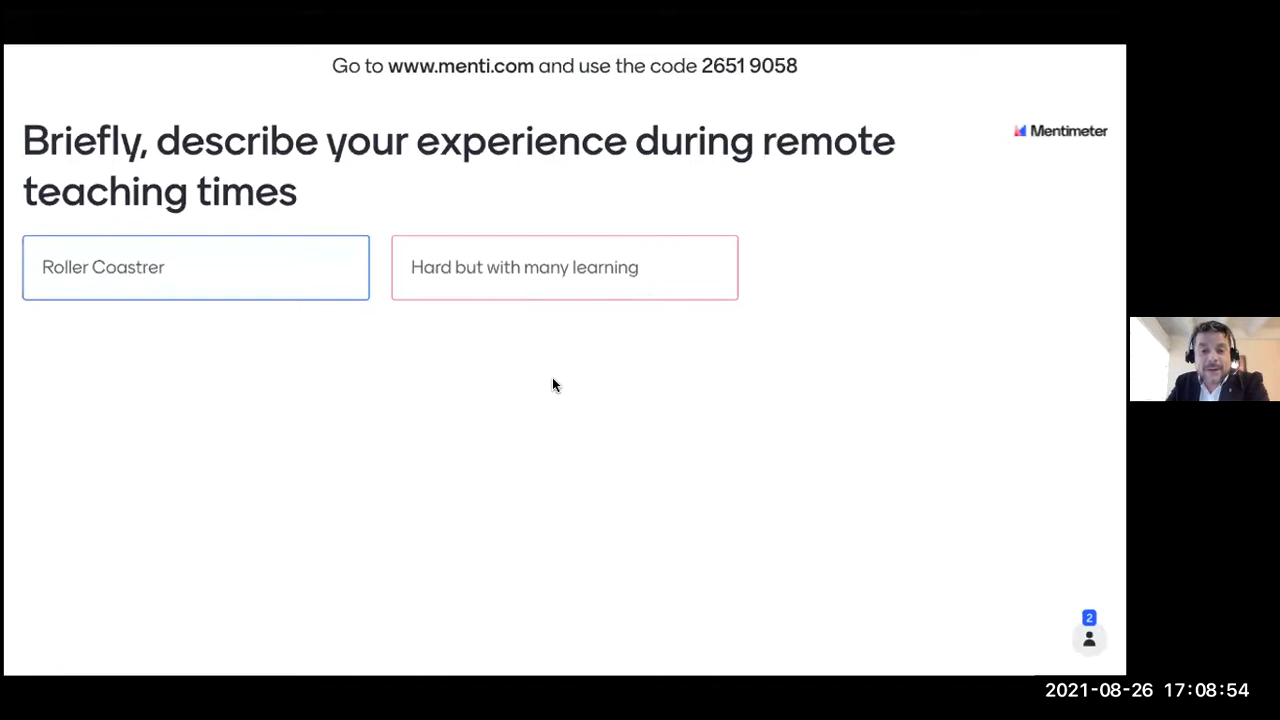 Go to www.menti.com and use the code 2651 9058
Mentimeter
Briefly, describe your experience during remote
teaching times
Roller Coastrer
Hard but with many learning
2
2021-08-26 17:08:54